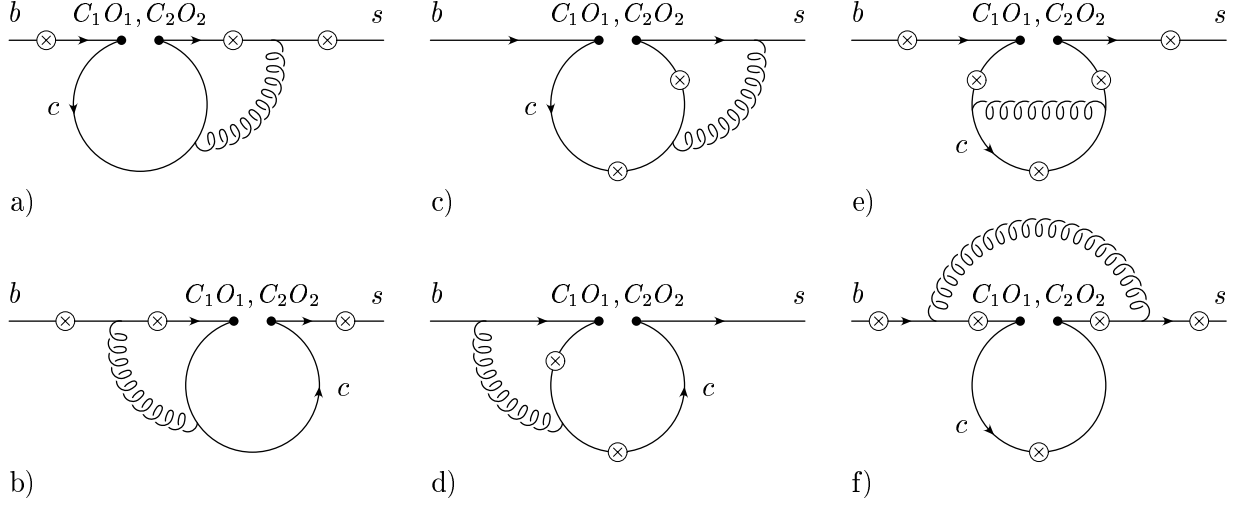 b C₁O₁, C₂O₂ s
c
a)
b C₁O₁, C₂O₂ s
c
c)
b C₁O₁, C₂O₂ s
c
e)
b C₁O₁, C₂O₂ s
c
b)
b C₁O₁, C₂O₂ s
c
d)
b C₁O₁, C₂O₂ s
c
f)